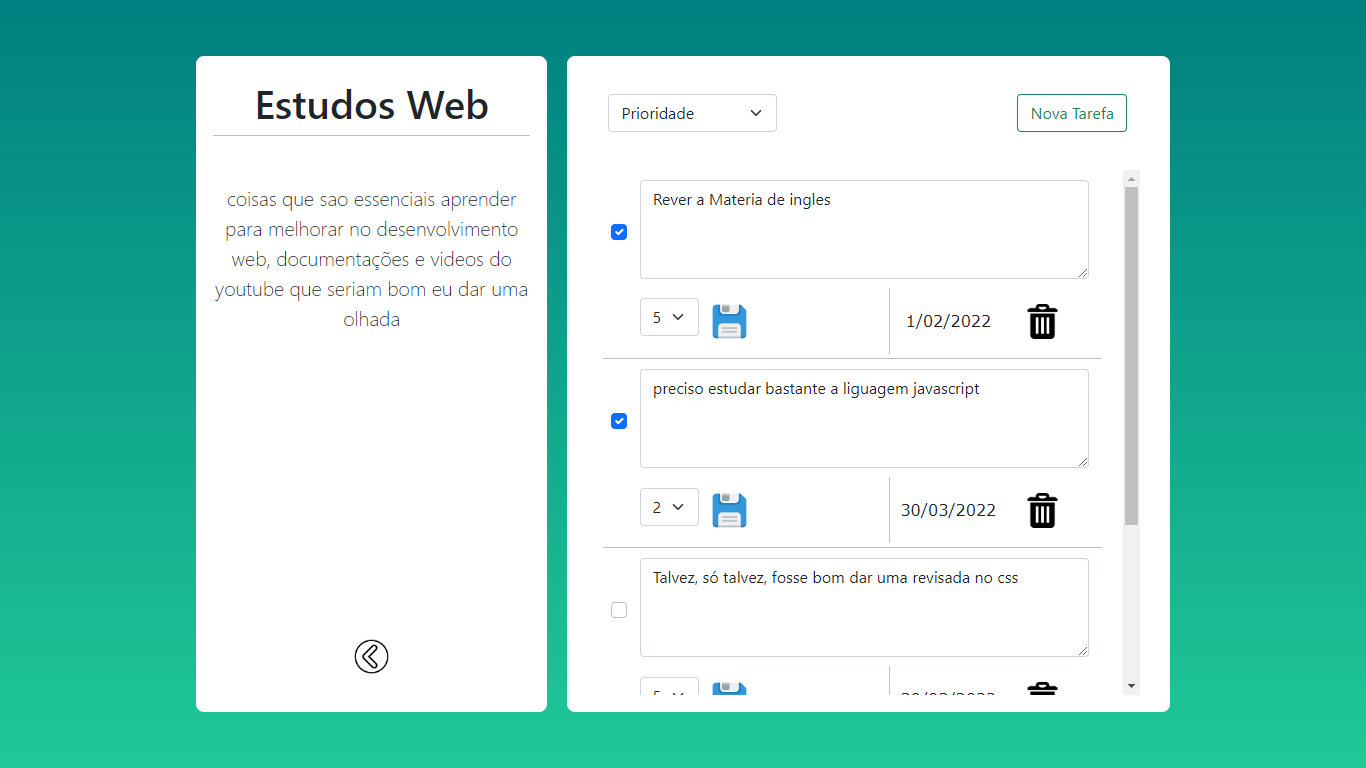 Estudos Web
coisas que sao essenciais aprender
para melhorar no desenvolvimento
web, documentações e videos do
youtube que seriam bom eu dar uma
olhada
Prioridade
Nova Tarefa
Rever a Materia de ingles
5
1/02/2022
preciso estudar bastante a liguagem javascript
2
30/03/2022
Talvez, só talvez, fosse bom dar uma revisada no css